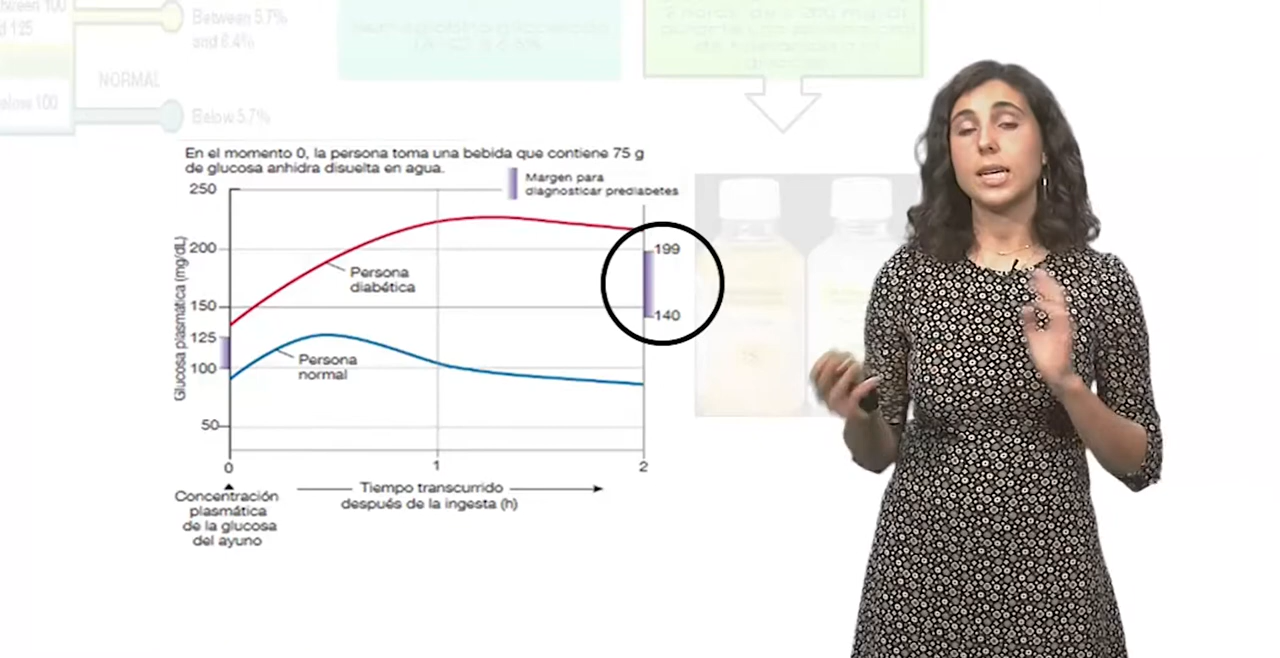 Between 5.7%
and 6.4%
NORMAL
Below 5.7%
En el momento 0, la persona toma una bebida que contiene 75 g
de glucosa anhidra disuelta en agua.
Margen para
diagnosticar prediabetes
250
200
150
125
100
50
Glucosa plasmática (mg/dL)
Persona
diabética
Persona
normal
199
140
0
1
2
Concentración
plasmática
de la glucosa
del ayuno
Tiempo transcurrido
después de la ingesta (h)